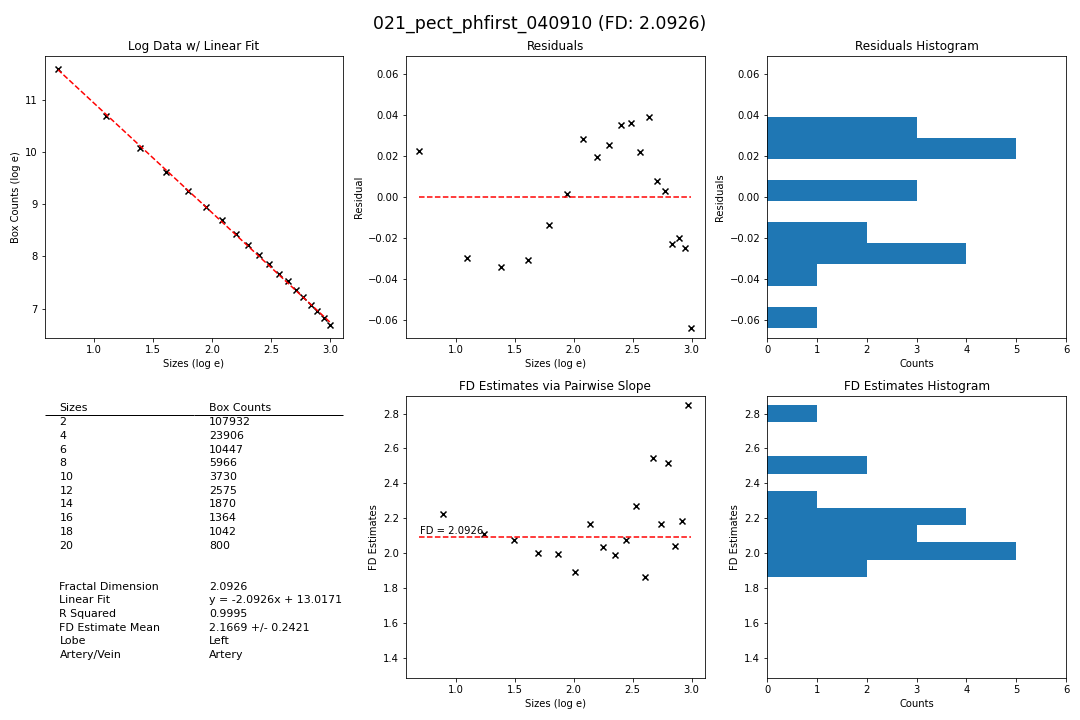 021_pect_phfirst_040910 (FD: 2.0926)
Log Data w/ Linear Fit
Box Counts (log e)
11
10
9
8
7
1.0 1.5 2.0 2.5 3.0
Sizes (log e)
Residuals
Residual
0.06
0.04
0.02
0.00
−0.02
−0.04
−0.06
1.0 1.5 2.0 2.5 3.0
Sizes (log e)
Residuals Histogram
Residuals
0.06
0.04
0.02
0.00
−0.02
−0.04
−0.06
0 1 2 3 4 5 6
Counts
Sizes Box Counts
2 107932
4 23906
6 10447
8 5966
10 3730
12 2575
14 1870
16 1364
18 1042
20 800
Fractal Dimension 2.0926
Linear Fit y = -2.0926x + 13.0171
R Squared 0.9995
FD Estimate Mean 2.1669 +/- 0.2421
Lobe Left
Artery/Vein Artery
FD Estimates via Pairwise Slope
FD Estimates
2.8
2.6
2.4
2.2
2.0
1.8
1.6
1.4
FD = 2.0926
1.0 1.5 2.0 2.5 3.0
Sizes (log e)
FD Estimates Histogram
FD Estimates
2.8
2.6
2.4
2.2
2.0
1.8
1.6
1.4
0 1 2 3 4 5 6
Counts